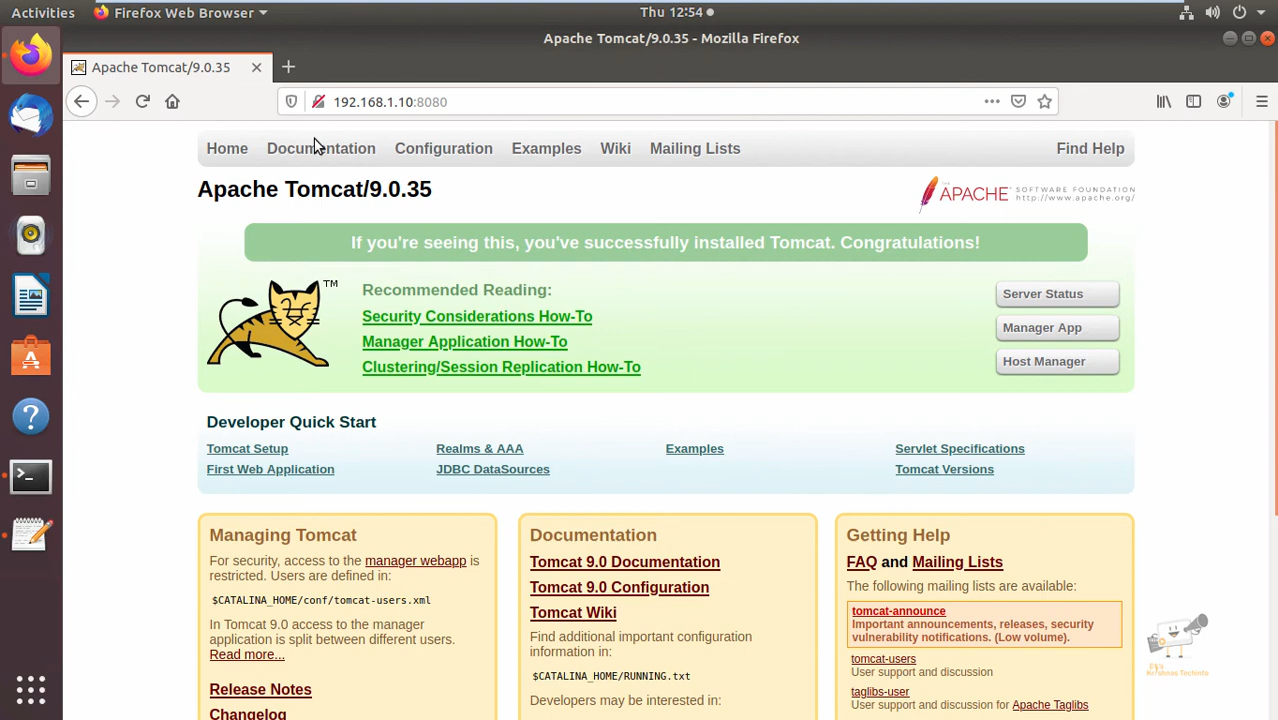 Activities
Firefox Web Browser
Thu 12:54
Apache Tomcat/9.0.35 - Mozilla Firefox
Apache Tomcat/9.0.35
192.168.1.10:8080
Home Documentation Configuration Examples Wiki Mailing Lists Find Help
Apache Tomcat/9.0.35
APACHE SOFTWARE FOUNDATION
http://www.apache.org/
If you're seeing this, you've successfully installed Tomcat. Congratulations!
TM
Recommended Reading:
Security Considerations How-To
Manager Application How-To
Clustering/Session Replication How-To
Server Status
Manager App
Host Manager
Developer Quick Start
Tomcat Setup
First Web Application
Realms & AAA
JDBC DataSources
Examples
Servlet Specifications
Tomcat Versions
Managing Tomcat
For security, access to the manager webapp is
restricted. Users are defined in:
$CATALINA_HOME/conf/tomcat-users.xml
In Tomcat 9.0 access to the manager
application is split between different users.
Read more...
Release Notes
Changelog
Documentation
Tomcat 9.0 Documentation
Tomcat 9.0 Configuration
Tomcat Wiki
Find additional important configuration
information in:
$CATALINA_HOME/RUNNING.txt
Developers may be interested in:
Getting Help
FAQ and Mailing Lists
The following mailing lists are available:
tomcat-announce
Important announcements, releases, security
vulnerability notifications. (Low volume).
tomcat-users
User support and discussion
taglibs-user
User support and discussion for Apache Taglibs